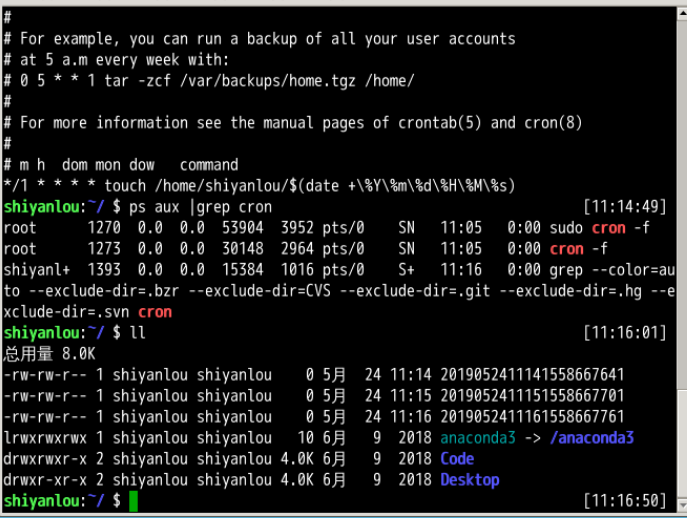 #
# For example, you can run a backup of all your user accounts
# at 5 a.m every week with:
# 0 5 * * 1 tar -zcf /var/backups/home.tgz /home/
#
# For more information see the manual pages of crontab(5) and cron(8)
#
# m h  dom mon dow   command
*/1 * * * * touch /home/shiyanlou/$(date +\%Y\%m\%d\%H\%M\%s)
shiyanlou:~/ $ ps aux |grep cron                                    [11:14:49]
root      1270  0.0  0.0  53904  3952 pts/0    SN   11:05   0:00 sudo cron -f
root      1273  0.0  0.0  30148  2964 pts/0    SN   11:05   0:00 cron -f
shiyanl+  1393  0.0  0.0  15384  1016 pts/0    S+   11:16   0:00 grep --color=au
to --exclude-dir=.bzr --exclude-dir=CVS --exclude-dir=.git --exclude-dir=.hg --e
xclude-dir=.svn cron
shiyanlou:~/ $ ll                                                   [11:16:01]
总用量 8.0K
-rw-rw-r-- 1 shiyanlou shiyanlou    0 5月  24 11:14 2019052411141558667641
-rw-rw-r-- 1 shiyanlou shiyanlou    0 5月  24 11:15 2019052411151558667701
-rw-rw-r-- 1 shiyanlou shiyanlou    0 5月  24 11:16 2019052411161558667761
lrwxrwxrwx 1 shiyanlou shiyanlou   10 6月   9  2018 anaconda3 -> /anaconda3
drwxrwxr-x 2 shiyanlou shiyanlou 4.0K 6月   9  2018 Code
drwxr-xr-x 2 shiyanlou shiyanlou 4.0K 6月   9  2018 Desktop
shiyanlou:~/ $                                                      [11:16:50]